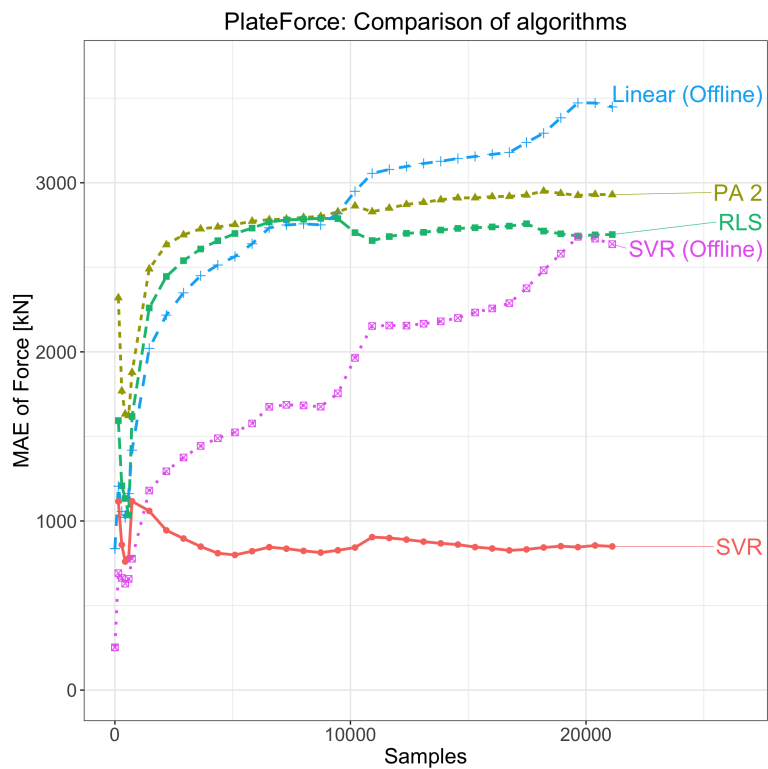 PlateForce: Comparison of algorithms
Linear (Offline)
PA 2
RLS
SVR (Offline)
SVR
3000
2000
1000
0
MAE of Force [kN]
0
10000
20000
Samples